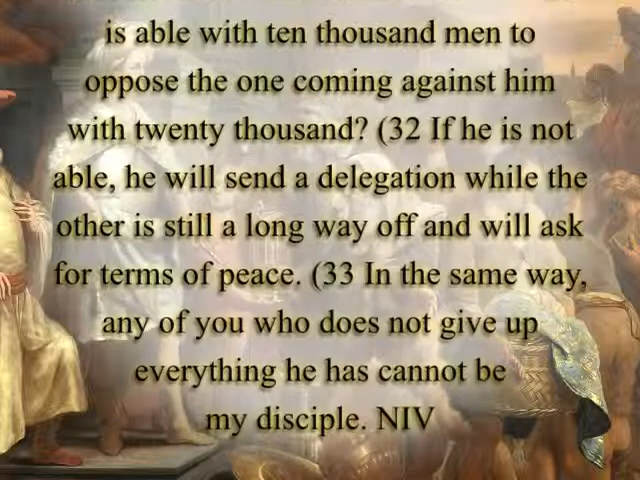 is able with ten thousand men to
oppose the one coming against him
with twenty thousand? (32 If he is not
able, he will send a delegation while the
other is still a long way off and will ask
for terms of peace. (33 In the same way,
any of you who does not give up
everything he has cannot be
my disciple. NIV